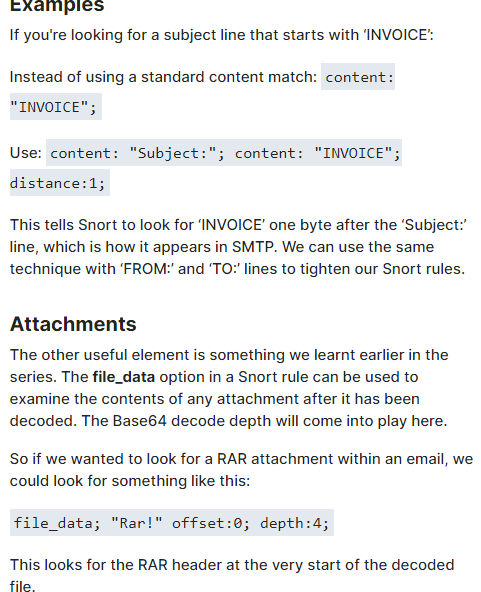 Examples
If you're looking for a subject line that starts with ‘INVOICE’:
Instead of using a standard content match: content:
"INVOICE";
Use: content: "Subject:"; content: "INVOICE";
distance:1;
This tells Snort to look for ‘INVOICE’ one byte after the ‘Subject:’
line, which is how it appears in SMTP. We can use the same
technique with ‘FROM:’ and ‘TO:’ lines to tighten our Snort rules.
Attachments
The other useful element is something we learnt earlier in the
series. The file_data option in a Snort rule can be used to
examine the contents of any attachment after it has been
decoded. The Base64 decode depth will come into play here.
So if we wanted to look for a RAR attachment within an email, we
could look for something like this:
file_data; "Rar!" offset:0; depth:4;
This looks for the RAR header at the very start of the decoded
file.